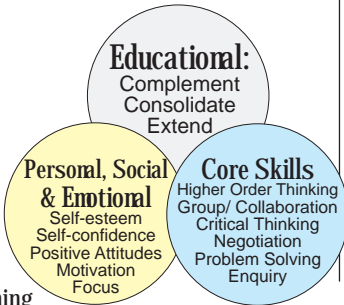 Educational:
Complement
Consolidate
Extend
Personal, Social
& Emotional
Self-esteem
Self-confidence
Positive Attitudes
Motivation
Focus
Core Skills
Higher Order Thinking
Group/ Collaboration
Critical Thinking
Negotiation
Problem Solving
Enquiry